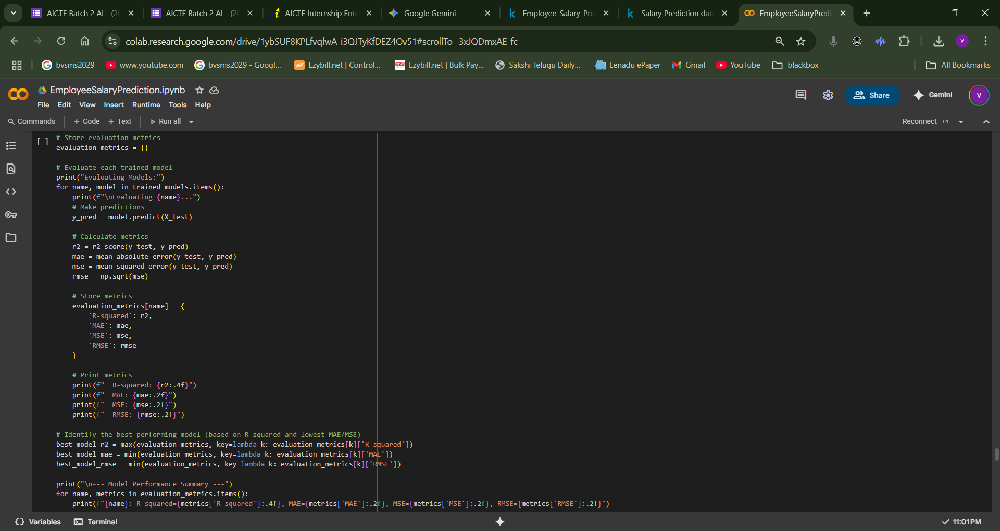 AICTE Batch 2 AI - (2
AICTE Batch 2 AI - (2
AICTE Internship Ente
Google Gemini
Employee-Salary-Pre
Salary Prediction dat
EmployeeSalaryPredi
colab.research.google.com/drive/1ybSUF8KPLfvqlwA-i3QJTyKfDEZ4Ov51#scrollTo=3xJQDmxAE-fc
V
bvsms2029
www.youtube.com
bvsms2029 - Googl...
Ezybill.net | Control...
Ezybill.net | Bulk Pay...
Sakshi Telugu Daily...
Eenadu ePaper
Gmail
YouTube
blackbox
All Bookmarks
EmployeeSalaryPrediction.ipynb
File Edit View Insert Runtime Tools Help
Share
Gemini
V
Commands + Code + Text Run all
Reconnect T4
[ ]
# Store evaluation metrics
evaluation_metrics = {}
# Evaluate each trained model
print("Evaluating Models:")
for name, model in trained_models.items():
    print(f"\nEvaluating {name}...")
    # Make predictions
    y_pred = model.predict(X_test)
    # Calculate metrics
    r2 = r2_score(y_test, y_pred)
    mae = mean_absolute_error(y_test, y_pred)
    mse = mean_squared_error(y_test, y_pred)
    rmse = np.sqrt(mse)
    # Store metrics
    evaluation_metrics[name] = {
        'R-squared': r2,
        'MAE': mae,
        'MSE': mse,
        'RMSE': rmse
    }
    # Print metrics
    print(f"  R-squared: {r2:.4f}")
    print(f"  MAE: {mae:.2f}")
    print(f"  MSE: {mse:.2f}")
    print(f"  RMSE: {rmse:.2f}")
# Identify the best performing model (based on R-squared and lowest MAE/MSE)
best_model_r2 = max(evaluation_metrics, key=lambda k: evaluation_metrics[k]['R-squared'])
best_model_mae = min(evaluation_metrics, key=lambda k: evaluation_metrics[k]['MAE'])
best_model_rmse = min(evaluation_metrics, key=lambda k: evaluation_metrics[k]['RMSE'])
print("\n--- Model Performance Summary ---")
for name, metrics in evaluation_metrics.items():
    print(f"{name}: R-squared={metrics['R-squared']:.4f}, MAE={metrics['MAE']:.2f}, MSE={metrics['MSE']:.2f}, RMSE={metrics['RMSE']:.2f}")
Variables
Terminal
11:01 PM